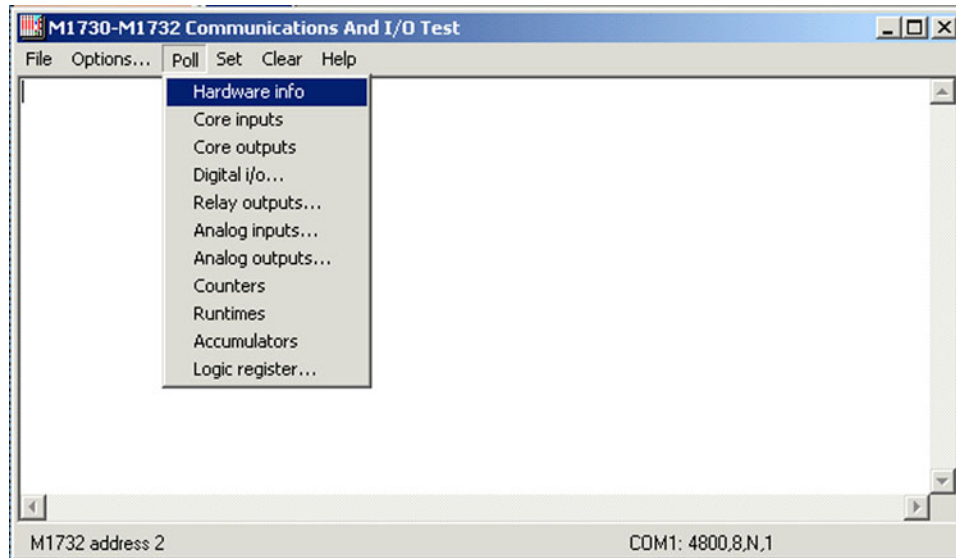 M1730-M1732 Communications And I/O Test
File Options... Poll Set Clear Help
Hardware info
Core inputs
Core outputs
Digital i/o...
Relay outputs...
Analog inputs...
Analog outputs...
Counters
Runtimes
Accumulators
Logic register...
M1732 address 2 COM1: 4800,8,N,1